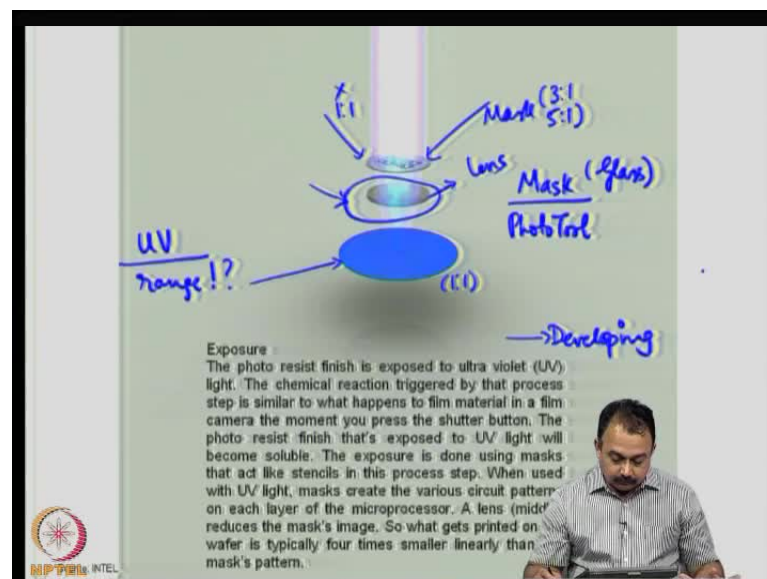 X
1:1
Mask (3:1
5:1)
lens
Mask (Glass)
PhotoTool
UV
range!?
(1:1)
→Developing
Exposure
The photo resist finish is exposed to ultra violet (UV)
light. The chemical reaction triggered by that process
step is similar to what happens to film material in a film
camera the moment you press the shutter button. The
photo resist finish that's exposed to UV light will
become soluble. The exposure is done using masks
that act like stencils in this process step. When used
with UV light, masks create the various circuit pattern
on each layer of the microprocessor. A lens (midd
reduces the mask's image. So what gets printed on
wafer is typically four times smaller linearly than
mask's pattern.
NPTEL INTEL